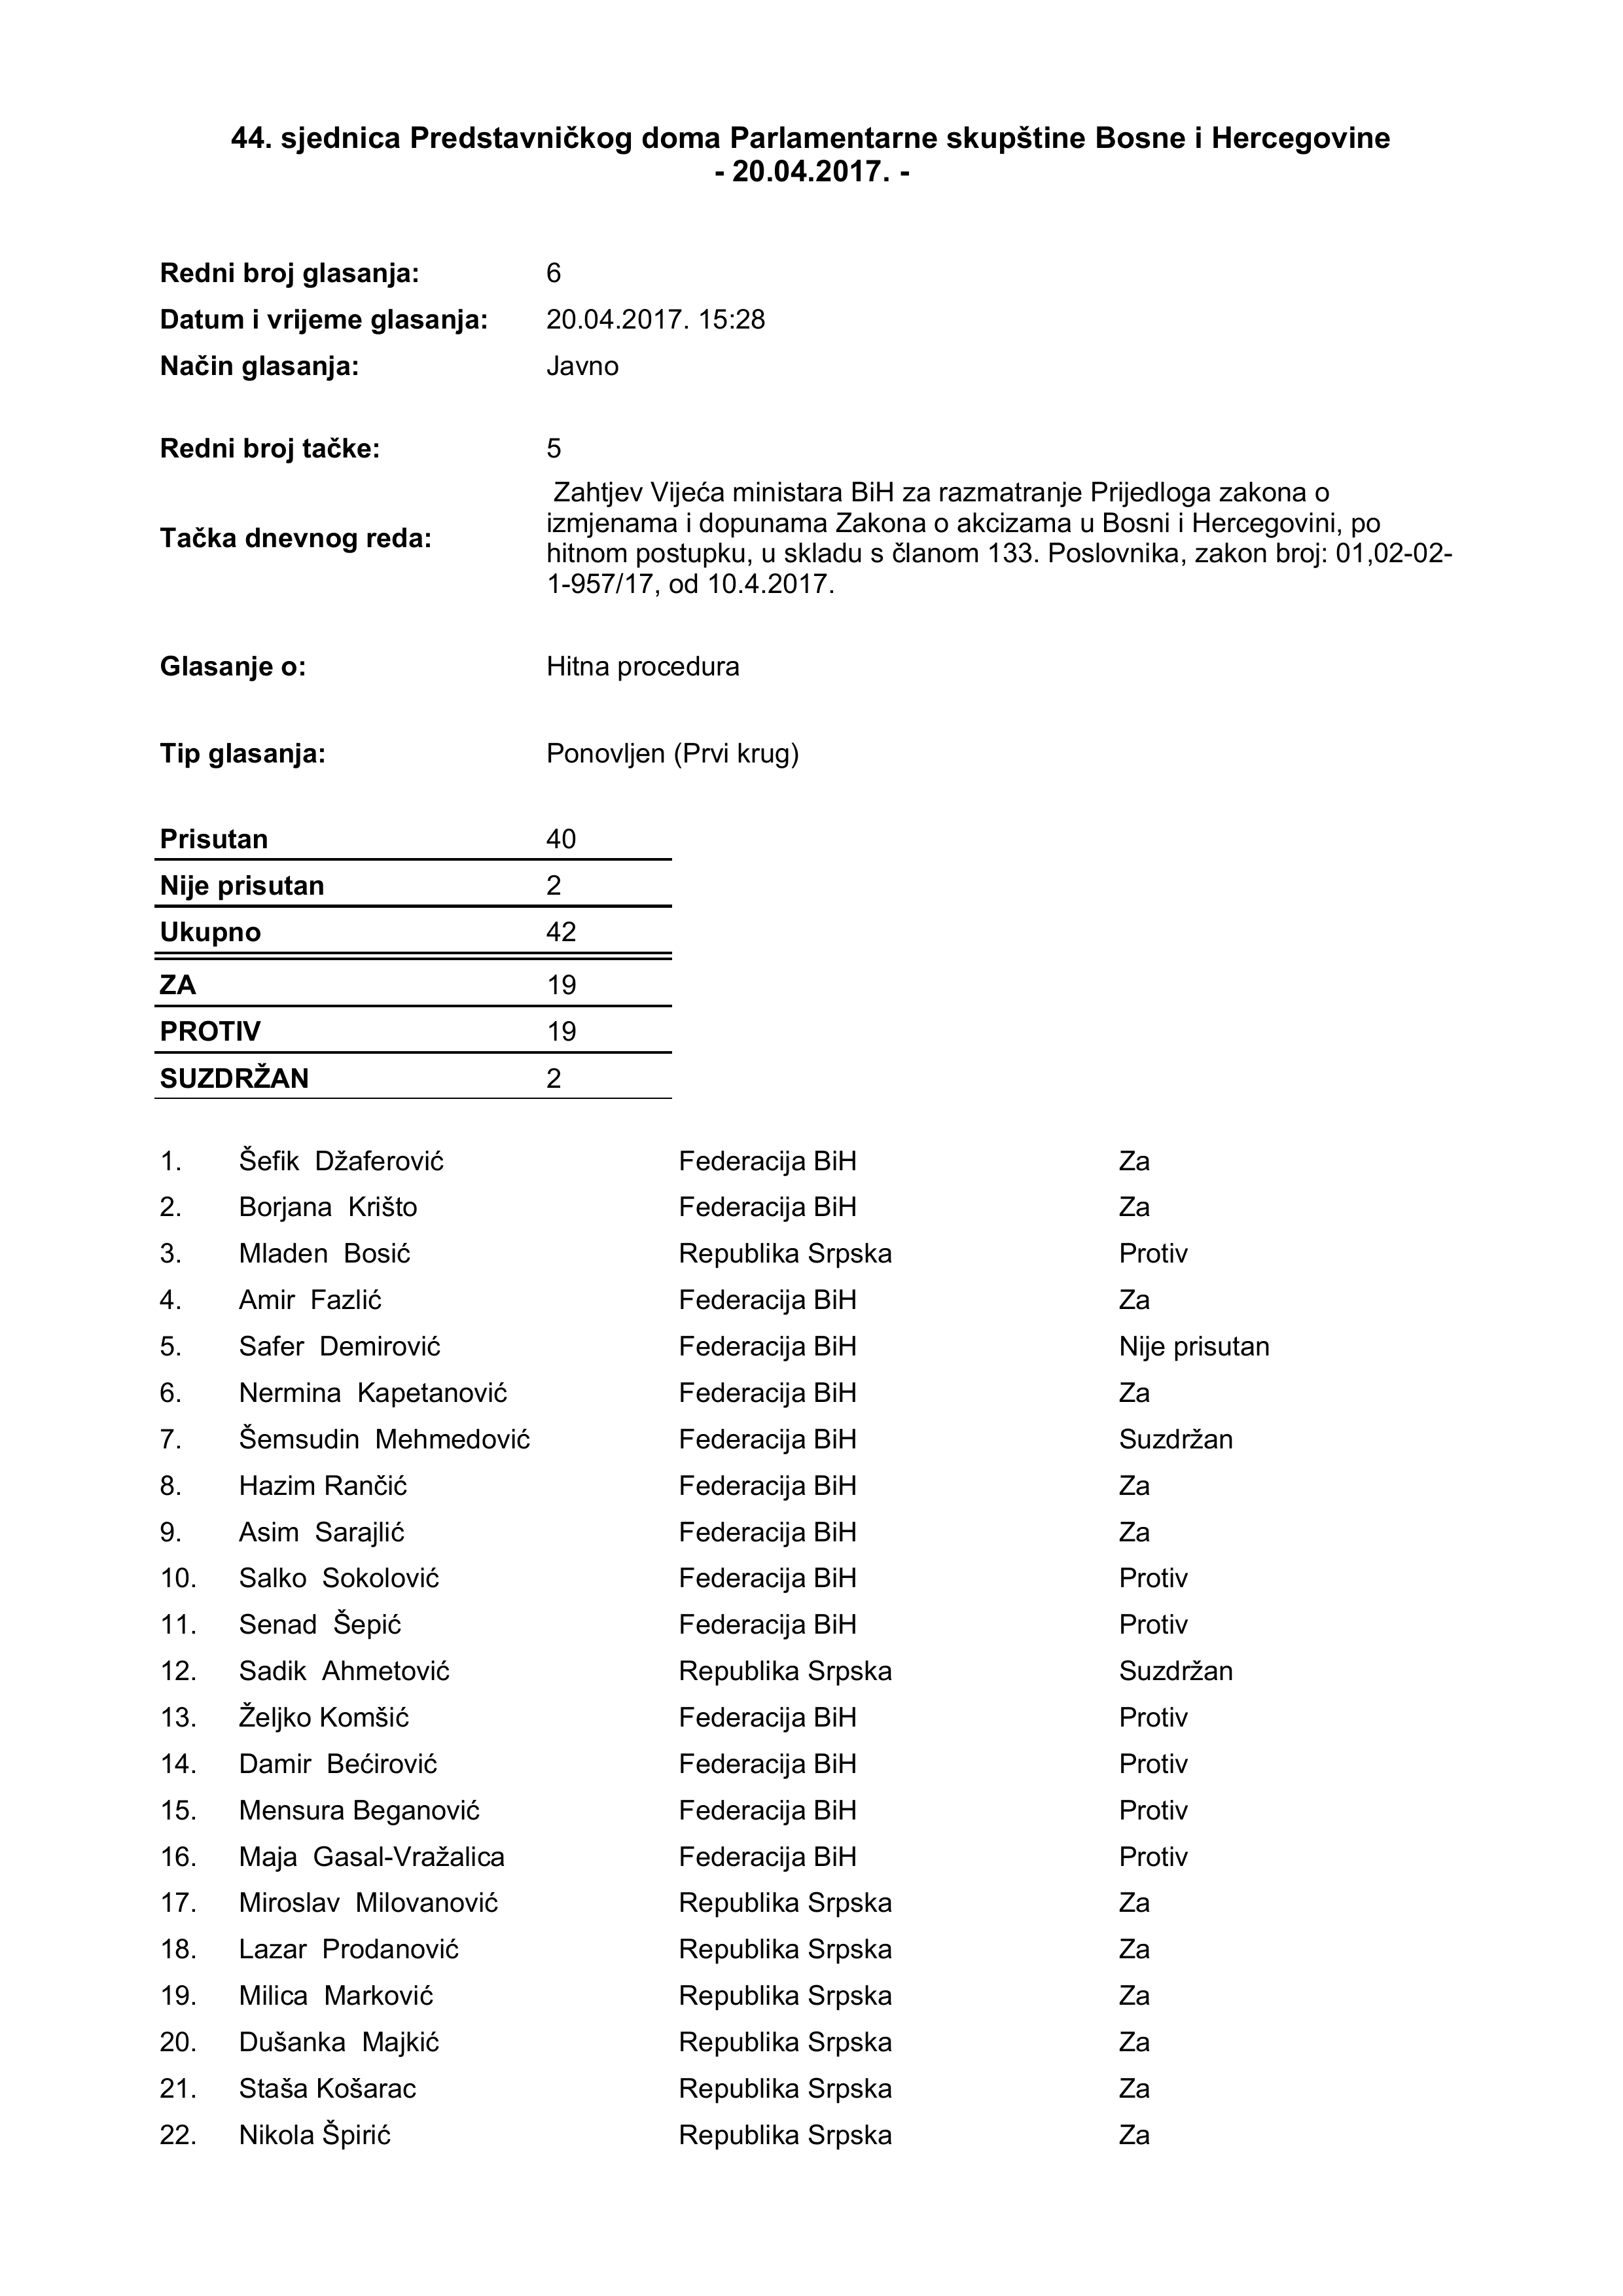 44. sjednica Predstavničkog doma Parlamentarne skupštine Bosne i Hercegovine
- 20.04.2017. -
Redni broj glasanja: 6
Datum i vrijeme glasanja: 20.04.2017. 15:28
Način glasanja: Javno
Redni broj tačke: 5
Tačka dnevnog reda: Zahtjev Vijeća ministara BiH za razmatranje Prijedloga zakona o
izmjenama i dopunama Zakona o akcizama u Bosni i Hercegovini, po
hitnom postupku, u skladu s članom 133. Poslovnika, zakon broj: 01,02-02-
1-957/17, od 10.4.2017.
Glasanje o: Hitna procedura
Tip glasanja: Ponovljen (Prvi krug)
Prisutan 40
Nije prisutan 2
Ukupno 42
ZA 19
PROTIV 19
SUZDRŽAN 2
1. Šefik Džaferović Federacija BiH Za
2. Borjana Krišto Federacija BiH Za
3. Mladen Bosić Republika Srpska Protiv
4. Amir Fazlić Federacija BiH Za
5. Safer Demirović Federacija BiH Nije prisutan
6. Nermina Kapetanović Federacija BiH Za
7. Šemsudin Mehmedović Federacija BiH Suzdržan
8. Hazim Rančić Federacija BiH Za
9. Asim Sarajlić Federacija BiH Za
10. Salko Sokolović Federacija BiH Protiv
11. Senad Šepić Federacija BiH Protiv
12. Sadik Ahmetović Republika Srpska Suzdržan
13. Željko Komšić Federacija BiH Protiv
14. Damir Bećirović Federacija BiH Protiv
15. Mensura Beganović Federacija BiH Protiv
16. Maja Gasal-Vražalica Federacija BiH Protiv
17. Miroslav Milovanović Republika Srpska Za
18. Lazar Prodanović Republika Srpska Za
19. Milica Marković Republika Srpska Za
20. Dušanka Majkić Republika Srpska Za
21. Staša Košarac Republika Srpska Za
22. Nikola Špirić Republika Srpska Za